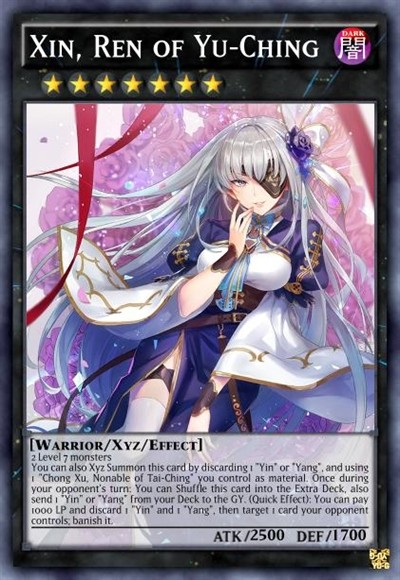 Xin, Ren of Yu-Ching
DARK
闇
[Warrior/Xyz/Effect]
2 Level 7 monsters
You can also Xyz Summon this card by discarding 1 "Yin" or "Yang", and using
1 "Chong Xu, Nonable of Tai-Ching" you control as material. Once during
your opponent's turn: You can Shuffle this card into the Extra Deck, also
send 1 "Yin" or "Yang" from your Deck to the GY. (Quick Effect): You can pay
1000 LP and discard 1 "Yin" and 1 "Yang", then target 1 card your opponent
controls; banish it.
ATK/2500 DEF/1700